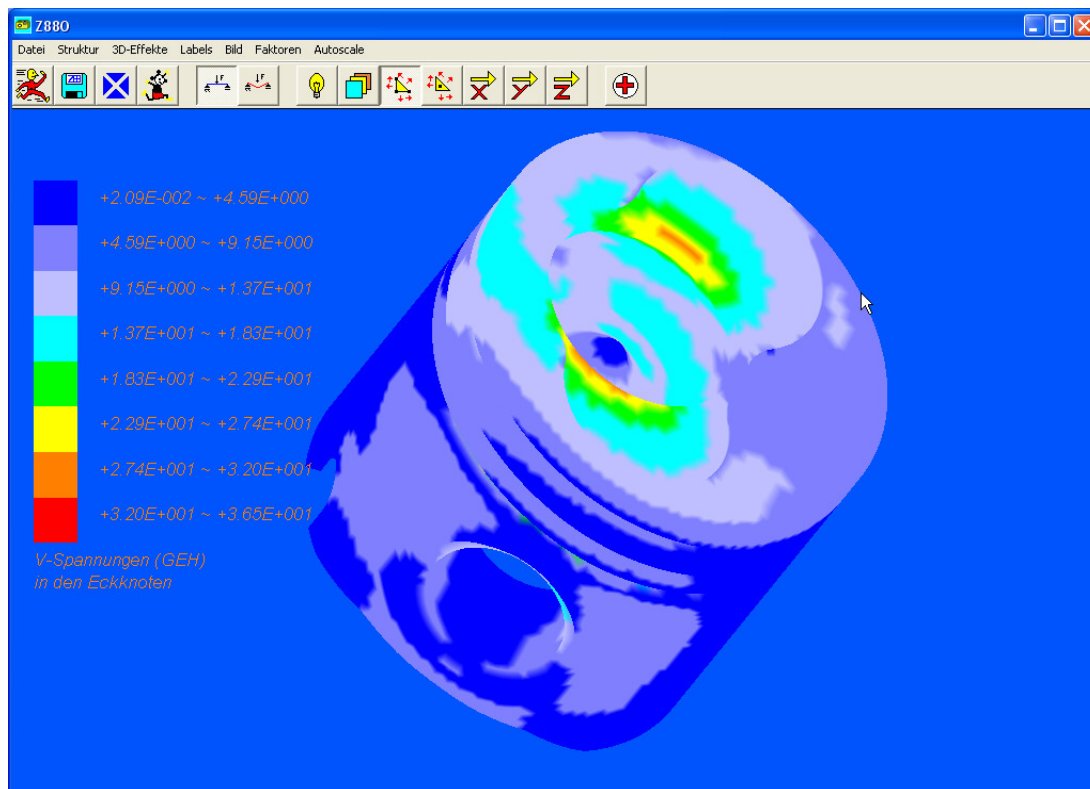 Z88O
Datei Struktur 3D-Effekte Labels Bild Faktoren Autoscale
F F
X Y Z
+2.09E-002 ~ +4.59E+000
+4.59E+000 ~ +9.15E+000
+9.15E+000 ~ +1.37E+001
+1.37E+001 ~ +1.83E+001
+1.83E+001 ~ +2.29E+001
+2.29E+001 ~ +2.74E+001
+2.74E+001 ~ +3.20E+001
+3.20E+001 ~ +3.65E+001
V-Spannungen (GEH)
in den Eckknoten